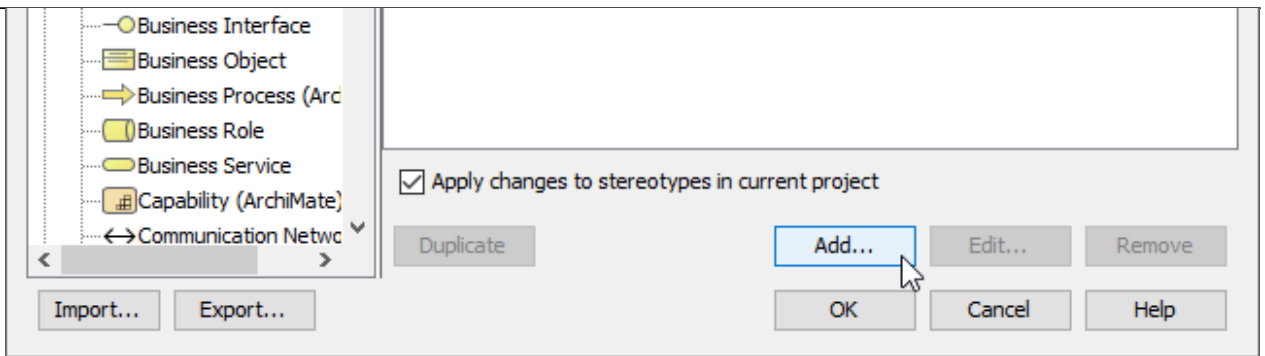 Business Interface
Business Object
Business Process (Arc
Business Role
Business Service
Capability (ArchiMate)
Communication Netwo
Apply changes to stereotypes in current project
Duplicate
Add...
Edit...
Remove
Import...
Export...
OK
Cancel
Help